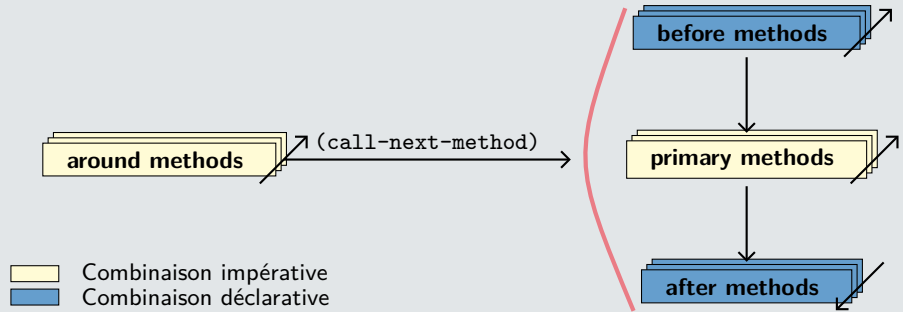 before methods
around methods
(call-next-method)
primary methods
after methods
Combinaison impérative
Combinaison déclarative